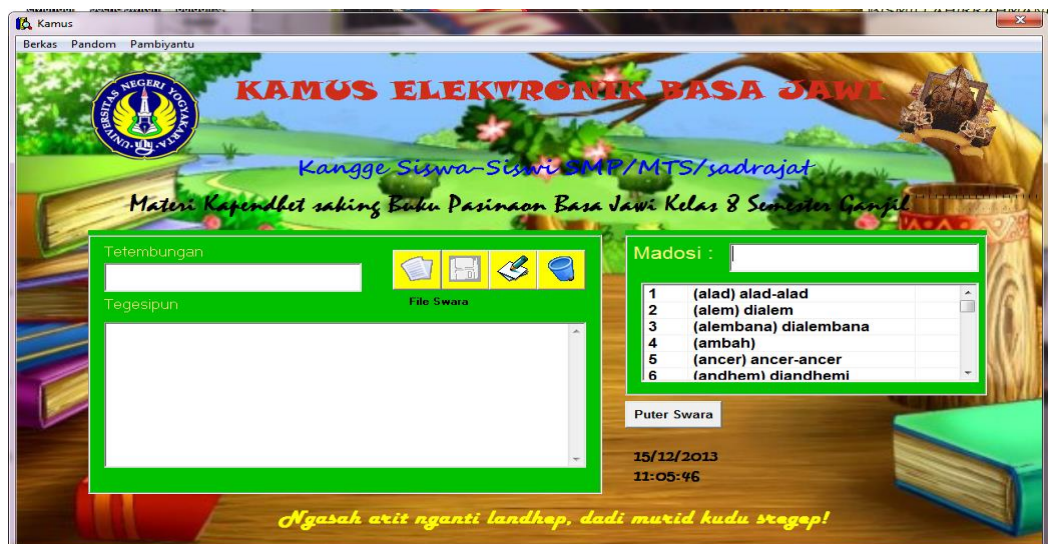 Kamus
Berkas Pandom Pambiyantu
UNIVERSITAS NEGERI YOGYAKARTA
KAMUS ELEKTRONIK BASA JAWI
Kangge Siswa-Siswi SMP/MTS/sadrajat
Materi Kapendhet saking Buku Pasinaon Basa Jawi Kelas 8 Semester Ganjil
Tetembungan
File Swara
Tegesipun
Madosi :
1 (alad) alad-alad
2 (alem) dialem
3 (alembana) dialembana
4 (ambah)
5 (ancer) ancer-ancer
6 (andhem) diandhemi
Puter Swara
15/12/2013
11:05:46
Ngasah arit nganti landhep, dadi murid kudu sregep!